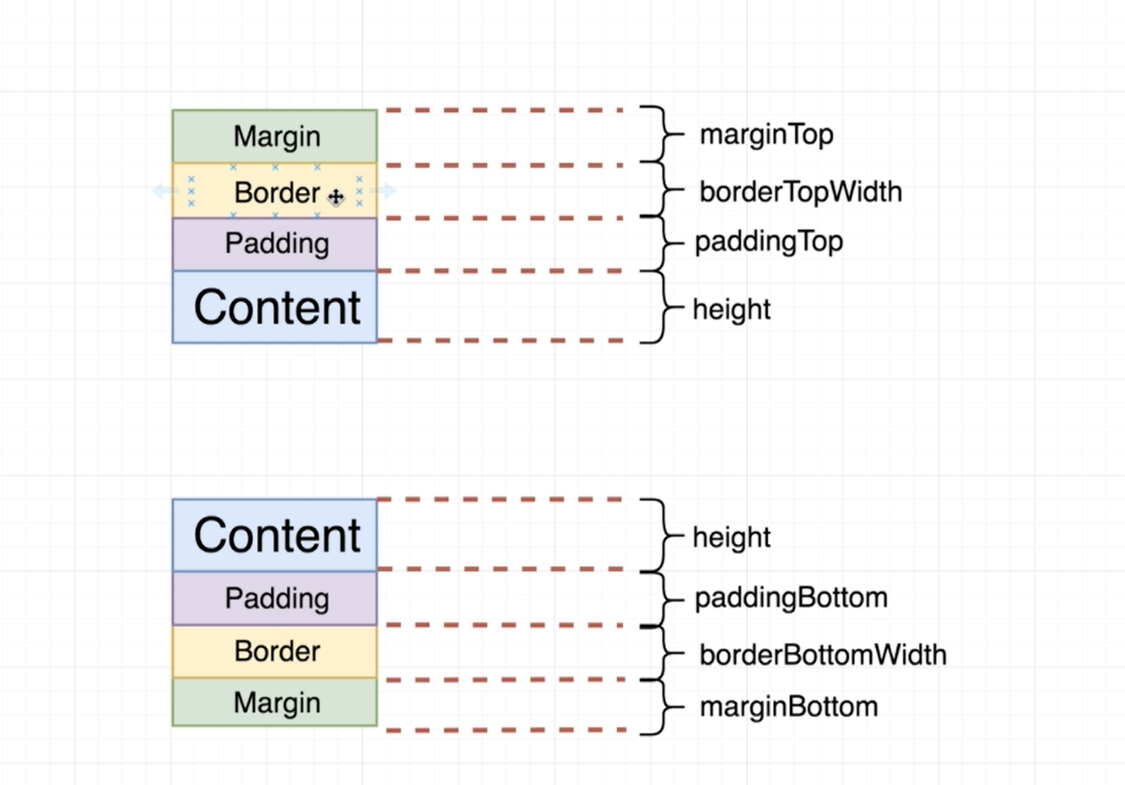 Margin
marginTop
Border
borderTopWidth
Padding
paddingTop
Content
height
Content
height
Padding
paddingBottom
Border
borderBottomWidth
Margin
marginBottom